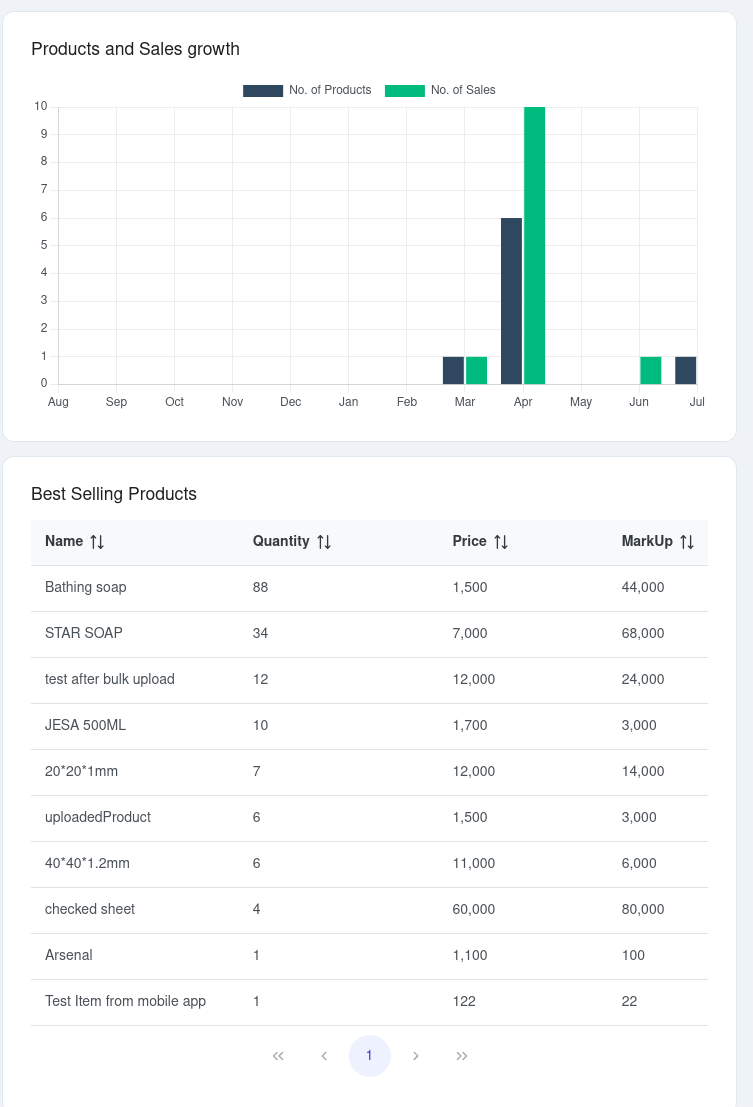 Products and Sales growth
No. of Products No. of Sales
10
9
8
7
6
5
4
3
2
1
0
Aug Sep Oct Nov Dec Jan Feb Mar Apr May Jun Jul
Best Selling Products
Name Quantity Price MarkUp
Bathing soap 88 1,500 44,000
STAR SOAP 34 7,000 68,000
test after bulk upload 12 12,000 24,000
JESA 500ML 10 1,700 3,000
20*20*1mm 7 12,000 14,000
uploadedProduct 6 1,500 3,000
40*40*1.2mm 6 11,000 6,000
checked sheet 4 60,000 80,000
Arsenal 1 1,100 100
Test Item from mobile app 1 122 22
1